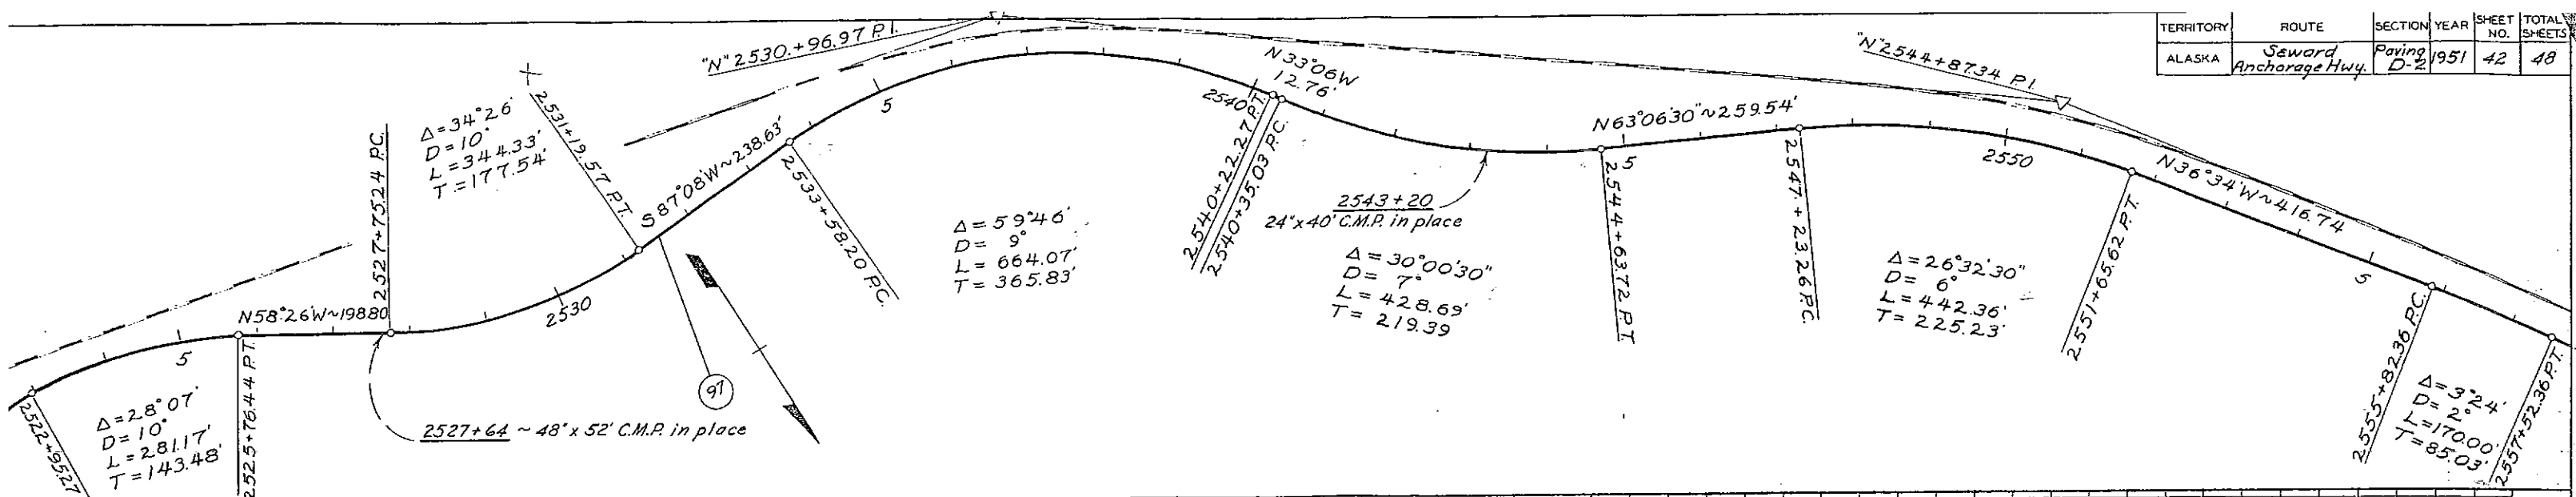 TERRITORY ROUTE SECTION YEAR SHEET NO. TOTAL SHEETS
ALASKA Seward Anchorage Hwy. Paving D-2 1951 42 48
"N" 2530.+96.97 P.I.
"N" 2544+87.34 P.I.
2522+95.27
Δ=28°07'
D=10°
L=281.17'
T=143.48'
5
2525+76.44 P.T.
N58°26'W~198.80
2527+75.24 P.C.
2527+64 ~ 48" x 52' C.M.P. in place
Δ=34°26'
D=10°
L=344.33'
T=177.54'
2530
2531+19.57 P.T.
S87°08'W~238.63'
97
2533+58.20 P.C.
5
Δ=59°46'
D= 9°
L= 664.07'
T= 365.83'
2540
N33°06W
12.76'
2540+22.27 P.T.
2540+35.03 P.C.
2543+20
24"x40' C.M.P. in place
Δ=30°00'30"
D= 7°
L= 428.69'
T= 219.39
N63°06'30"~259.54'
2544+63.72 P.T.
5
2547.+23.26 P.C.
Δ=26°32'30"
D= 6°
L=442.36'
T=225.23'
2550
2551+65.62 P.T.
N36°34'W~416.74
5
2555+82.36 P.C.
Δ=3°24'
D= 2°
L=170.00'
T=85.03'
2557+52.36 P.T.